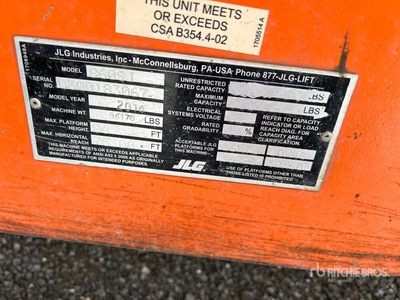 THIS UNIT MEETS
OR EXCEEDS
CSA B354.4-02
1705514 A
1706948A
JLG Industries, Inc - McConnellsburg, PA-USA Phone 877-JLG-LIFT
MODEL
SERIAL NO.
MODEL YEAR 2014
MACHINE WT. LBS
MAX. PLATFORM HEIGHT FT
MAX. HORIZONTAL REACH FT
THIS MACHINE MEETS OR EXCEEDS APPLICABLE
REQUIREMENTS OF ANSI A92.5 2006 AS ORIGINALLY
MANUFACTURED FOR
UNRESTRICTED RATED CAPACITY LBS
MAXIMUM CAPACITY LBS
ELECTRICAL SYSTEMS VOLTAGE
RATED GRADABILITY %
REFER TO CAPACITY
INDICATOR OR LOAD
REACH DIAG. FOR
CAPACITY AREA
CLARIFICATION.
ACCEPTABLE JLG
PLATFORMS FOR
THIS MACHINE
USE OF PLATFORMS OTHER THAN
THOSE LISTED IS PROHIBITED.
JLG
RITCHIE BROS.